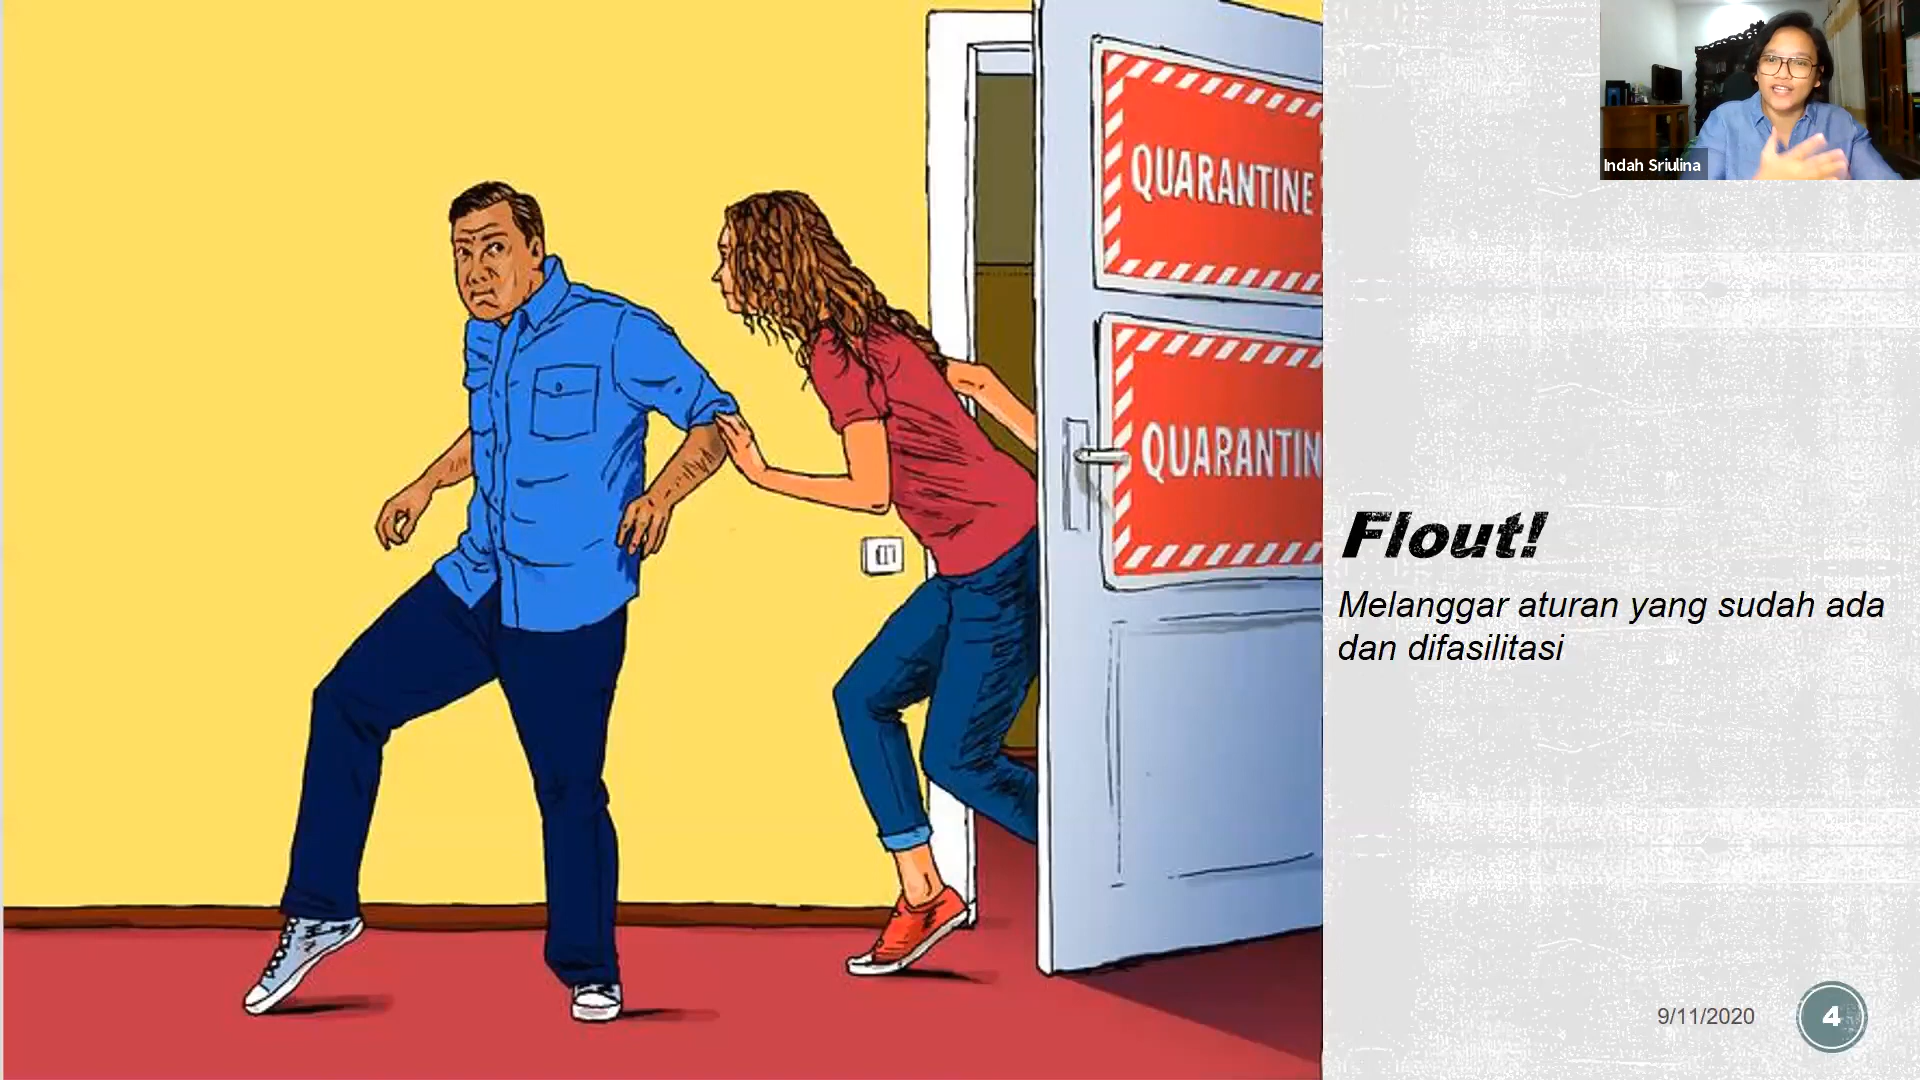 QUARANTINE
QUARANTIN
Indah Sriulina
Flout!
Melanggar aturan yang sudah ada
dan difasilitasi
9/11/2020
4